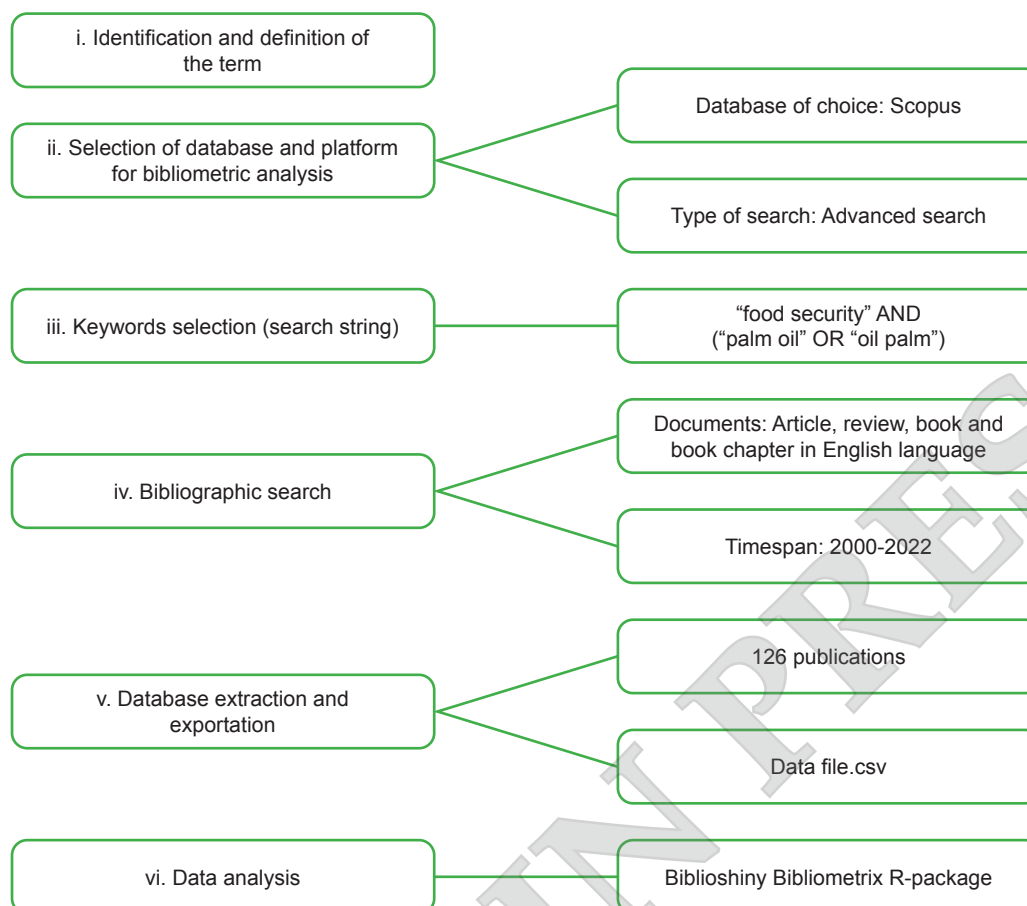 i. Identification and definition of
the term
ii. Selection of database and platform
for bibliometric analysis
Database of choice: Scopus
Type of search: Advanced search
iii. Keywords selection (search string)
“food security” AND
(“palm oil” OR “oil palm”)
iv. Bibliographic search
Documents: Article, review, book and
book chapter in English language
Timespan: 2000-2022
v. Database extraction and
exportation
126 publications
Data file.csv
vi. Data analysis
Biblioshiny Bibliometrix R-package
IN PRES